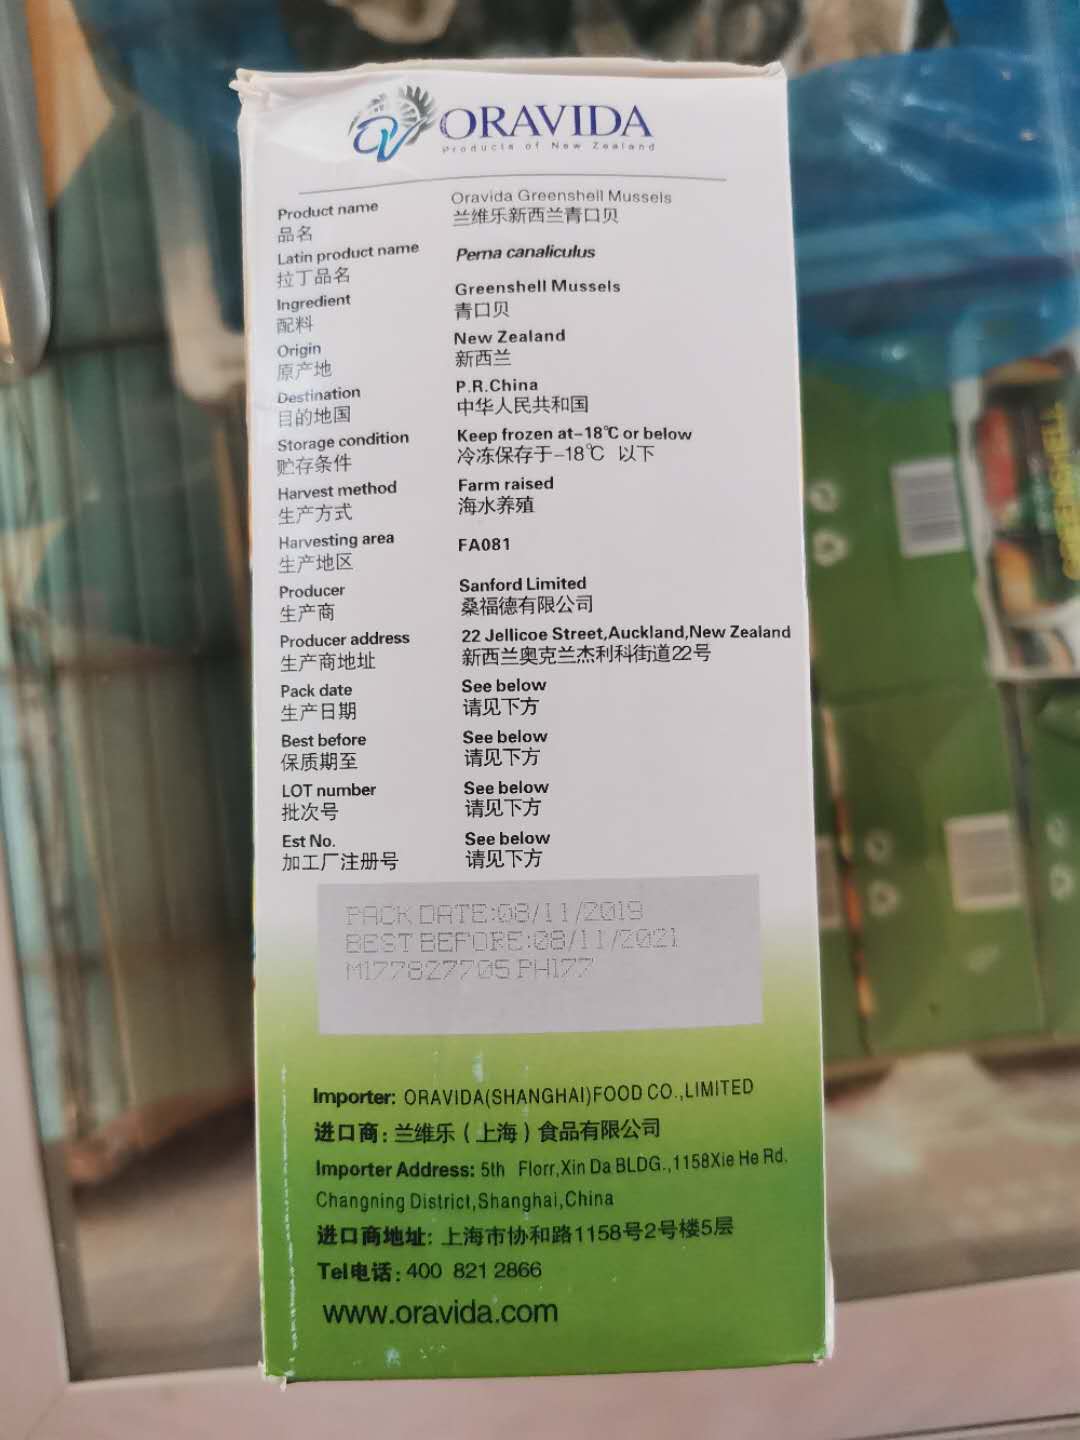 ORAVIDA
Products of New Zealand
Product name Oravida Greenshell Mussels
品名 兰维乐新西兰青口贝
Latin product name Perna canaliculus
拉丁品名
Ingredient Greenshell Mussels
配料 青口贝
Origin New Zealand
原产地 新西兰
Destination P.R.China
目的地国 中华人民共和国
Storage condition Keep frozen at-18℃ or below
贮存条件 冷冻保存于-18℃ 以下
Harvest method Farm raised
生产方式 海水养殖
Harvesting area FA081
生产地区
Producer Sanford Limited
生产商 桑福德有限公司
Producer address 22 Jellicoe Street,Auckland,New Zealand
生产商地址 新西兰奥克兰杰利科街道22号
Pack date See below
生产日期 请见下方
Best before See below
保质期至 请见下方
LOT number See below
批次号 请见下方
Est No. See below
加工厂注册号 请见下方
PACK DATE:08/11/2019
BEST BEFORE:08/11/2021
M177827705 PH177
Importer: ORAVIDA(SHANGHAI)FOOD CO.,LIMITED
进口商: 兰维乐（上海）食品有限公司
Importer Address: 5th Florr,Xin Da BLDG.,1158Xie He Rd.
Changning District,Shanghai,China
进口商地址: 上海市协和路1158号2号楼5层
Tel电话: 400 821 2866
www.oravida.com